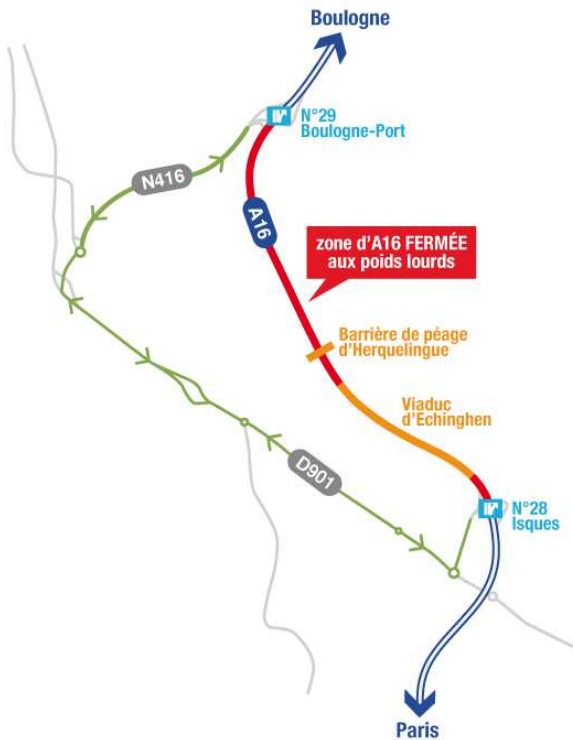 Boulogne
N°29
Boulogne-Port
N416
A16
zone d'A16 FERMÉE
aux poids lourds
Barrière de péage
d'Herquelingue
Viaduc
d'Echinghen
D901
N°28
Isques
Paris